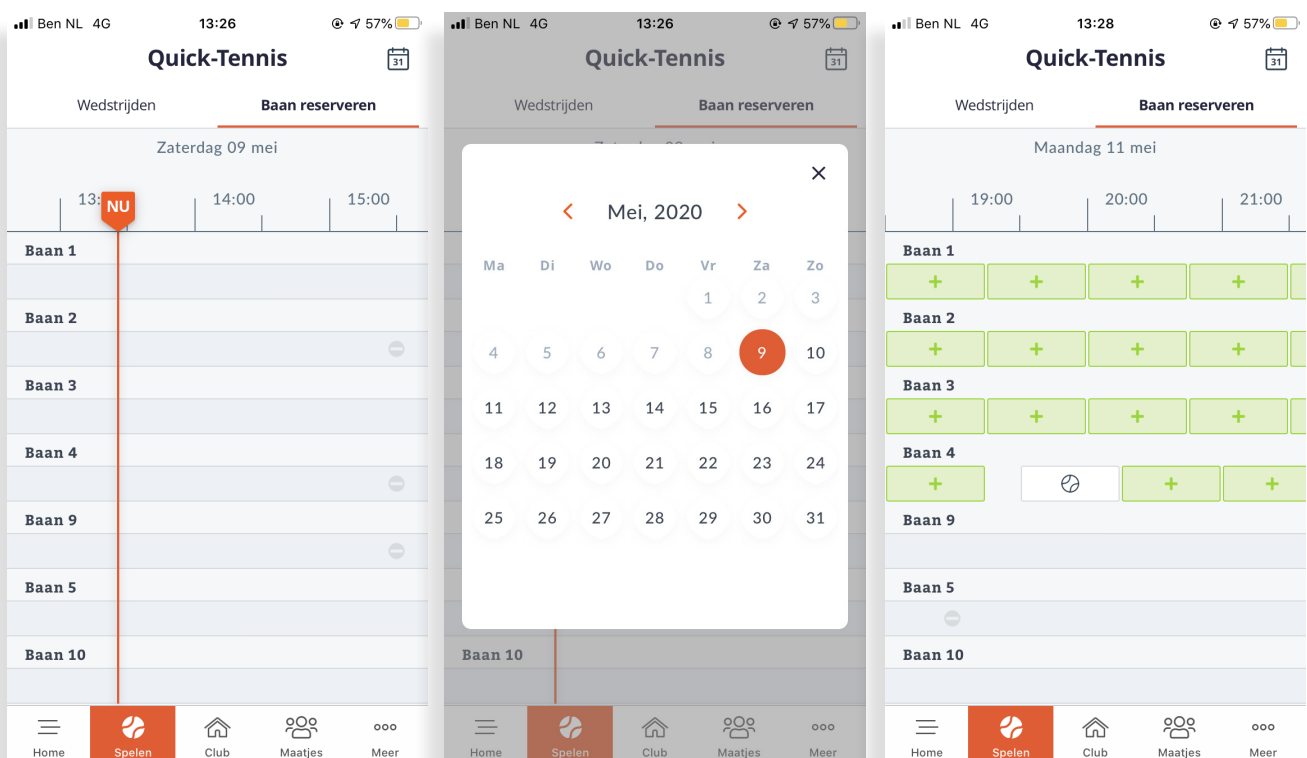 Ben NL 4G 13:26 57%
Quick-Tennis
31
Wedstrijden Baan reserveren
Zaterdag 09 mei
13: NU 14:00 15:00
Baan 1
Baan 2
Baan 3
Baan 4
Baan 9
Baan 5
Baan 10
Home Spelen Club Maatjes Meer
Ben NL 4G 13:26 57%
Quick-Tennis
31
Wedstrijden Baan reserveren
Mei, 2020
Ma Di Wo Do Vr Za Zo
1 2 3
4 5 6 7 8 9 10
11 12 13 14 15 16 17
18 19 20 21 22 23 24
25 26 27 28 29 30 31
Baan 10
Home Spelen Club Maatjes Meer
Ben NL 4G 13:28 57%
Quick-Tennis
31
Wedstrijden Baan reserveren
Maandag 11 mei
19:00 20:00 21:00
Baan 1
+ + + +
Baan 2
+ + + +
Baan 3
+ + + +
Baan 4
+ + +
Baan 9
Baan 5
Baan 10
Home Spelen Club Maatjes Meer